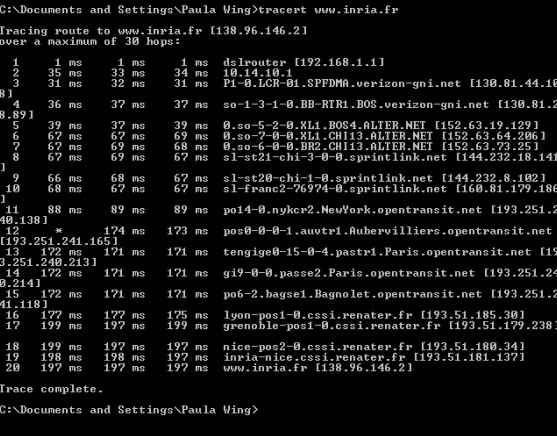 C:\Documents and Settings\Paula Wing>tracert www.inria.fr
Tracing route to www.inria.fr [138.96.146.2]
over a maximum of 30 hops:
1 1 ms 1 ms 1 ms dslrouter [192.168.1.1]
2 35 ms 33 ms 34 ms 10.14.10.1
3 31 ms 32 ms 31 ms P1-0.LCR-01.SPFDMA.verizon-gni.net [130.81.44.10
8]
4 36 ms 37 ms 37 ms so-1-3-1-0.BB-RTR1.BOS.verizon-gni.net [130.81.2
8.89]
5 39 ms 37 ms 39 ms 0.so-5-2-0.XL1.BOS4.ALTER.NET [152.63.19.129]
6 67 ms 67 ms 69 ms 0.so-7-0-0.XL1.CHI13.ALTER.NET [152.63.64.206]
7 67 ms 69 ms 68 ms 0.so-6-0-0.BR2.CHI13.ALTER.NET [152.63.73.25]
8 67 ms 69 ms 67 ms sl-st21-chi-3-0-0.sprintlink.net [144.232.18.141
]
9 66 ms 68 ms 67 ms sl-st20-chi-1-0.sprintlink.net [144.232.8.102]
10 68 ms 67 ms 67 ms sl-franc2-76974-0.sprintlink.net [160.81.179.186
]
11 88 ms 89 ms 89 ms po14-0.nykcr2.NewYork.opentransit.net [193.251.2
40.138]
12 * 174 ms 173 ms pos0-0-0-1.auvtr1.Aubervilliers.opentransit.net
[193.251.241.165]
13 172 ms 171 ms 171 ms tengige0-15-0-4.pastr1.Paris.opentransit.net [19
3.251.240.213]
14 172 ms 171 ms 171 ms gi9-0-0.passe2.Paris.opentransit.net [193.251.24
0.214]
15 172 ms 171 ms 171 ms po6-2.bagse1.Bagnolet.opentransit.net [193.251.2
41.118]
16 177 ms 177 ms 175 ms lyon-pos1-0.cssi.renater.fr [193.51.185.30]
17 199 ms 197 ms 199 ms grenoble-pos1-0.cssi.renater.fr [193.51.179.238]
18 199 ms 197 ms 197 ms nice-pos2-0.cssi.renater.fr [193.51.180.34]
19 198 ms 198 ms 197 ms inria-nice.cssi.renater.fr [193.51.181.137]
20 197 ms 197 ms 197 ms www.inria.fr [138.96.146.2]
Trace complete.
C:\Documents and Settings\Paula Wing>